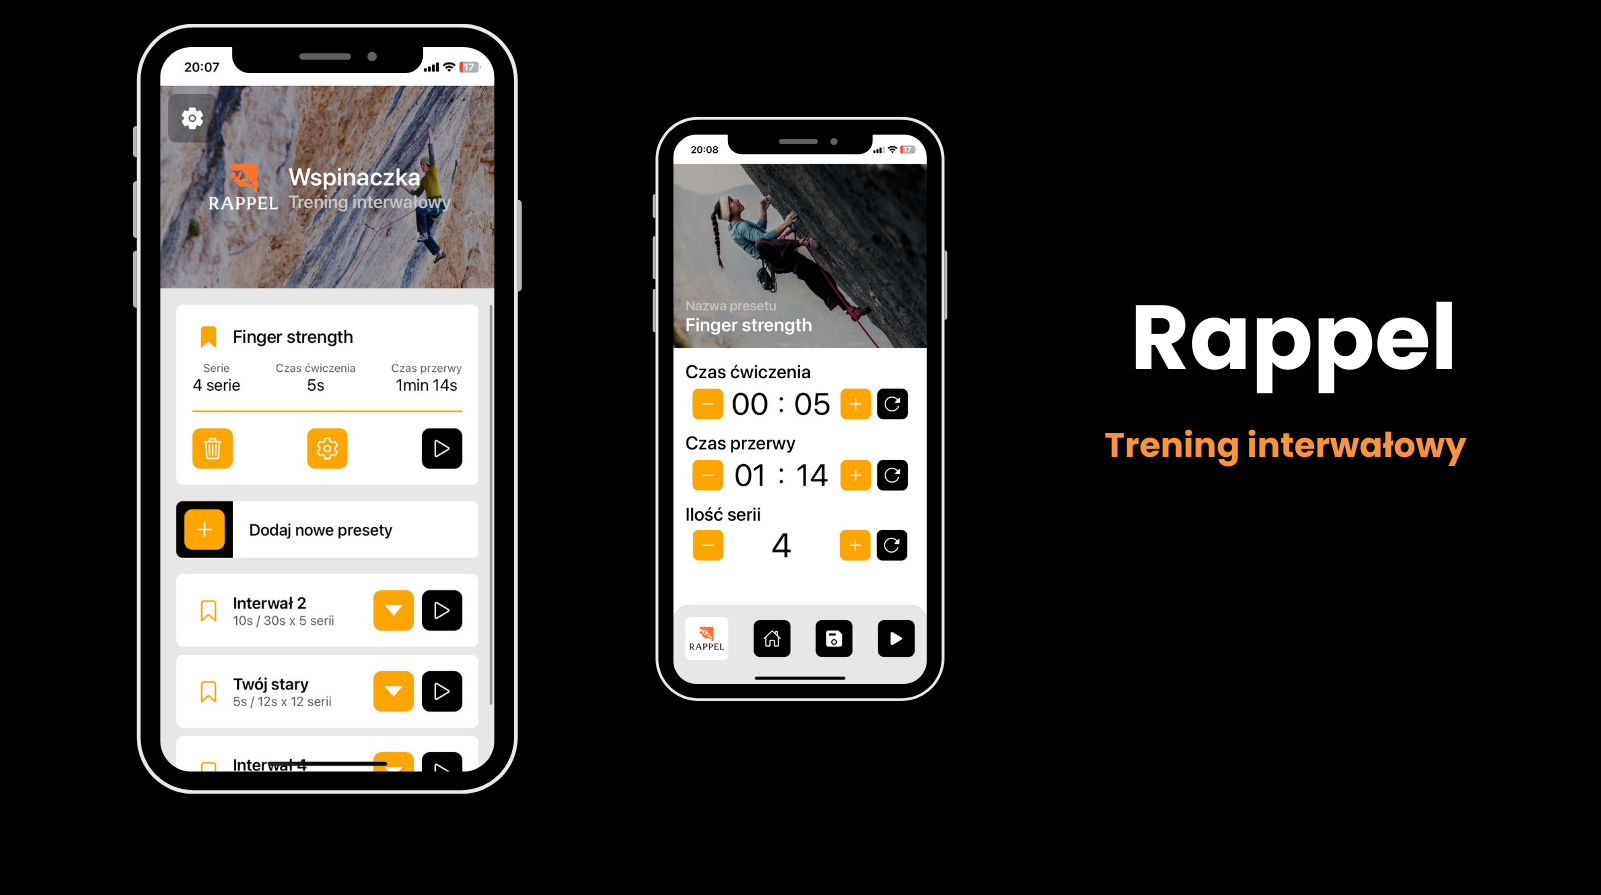 20:07
17
Wspinaczka
RAPPEL Trening interwałowy
Finger strength
Serie Czas ćwiczenia Czas przerwy
4 serie 5s 1min 14s
Dodaj nowe presety
Interwał 2
10s / 30s x 5 serii
Twój stary
5s / 12s x 12 serii
Interwał 4
20:08
17
Nazwa presetu
Finger strength
Czas ćwiczenia
00 : 05
Czas przerwy
01 : 14
Ilość serii
4
RAPPEL
Rappel
Trening interwałowy